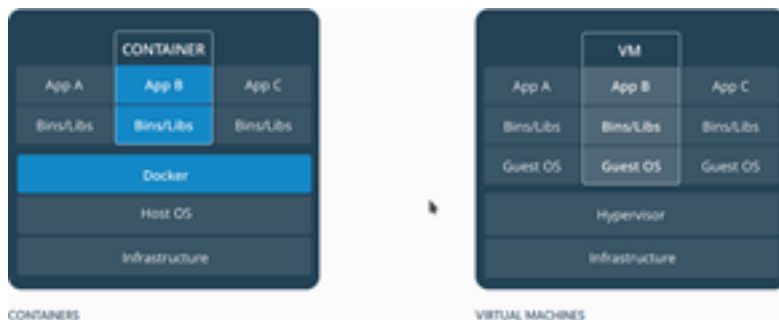 CONTAINER
App A App B App C
Bins/Libs Bins/Libs Bins/Libs
Docker
Host OS
Infrastructure
CONTAINERS
VM
App A App B App C
Bins/Libs Bins/Libs Bins/Libs
Guest OS Guest OS Guest OS
Hypervisor
Infrastructure
VIRTUAL MACHINES